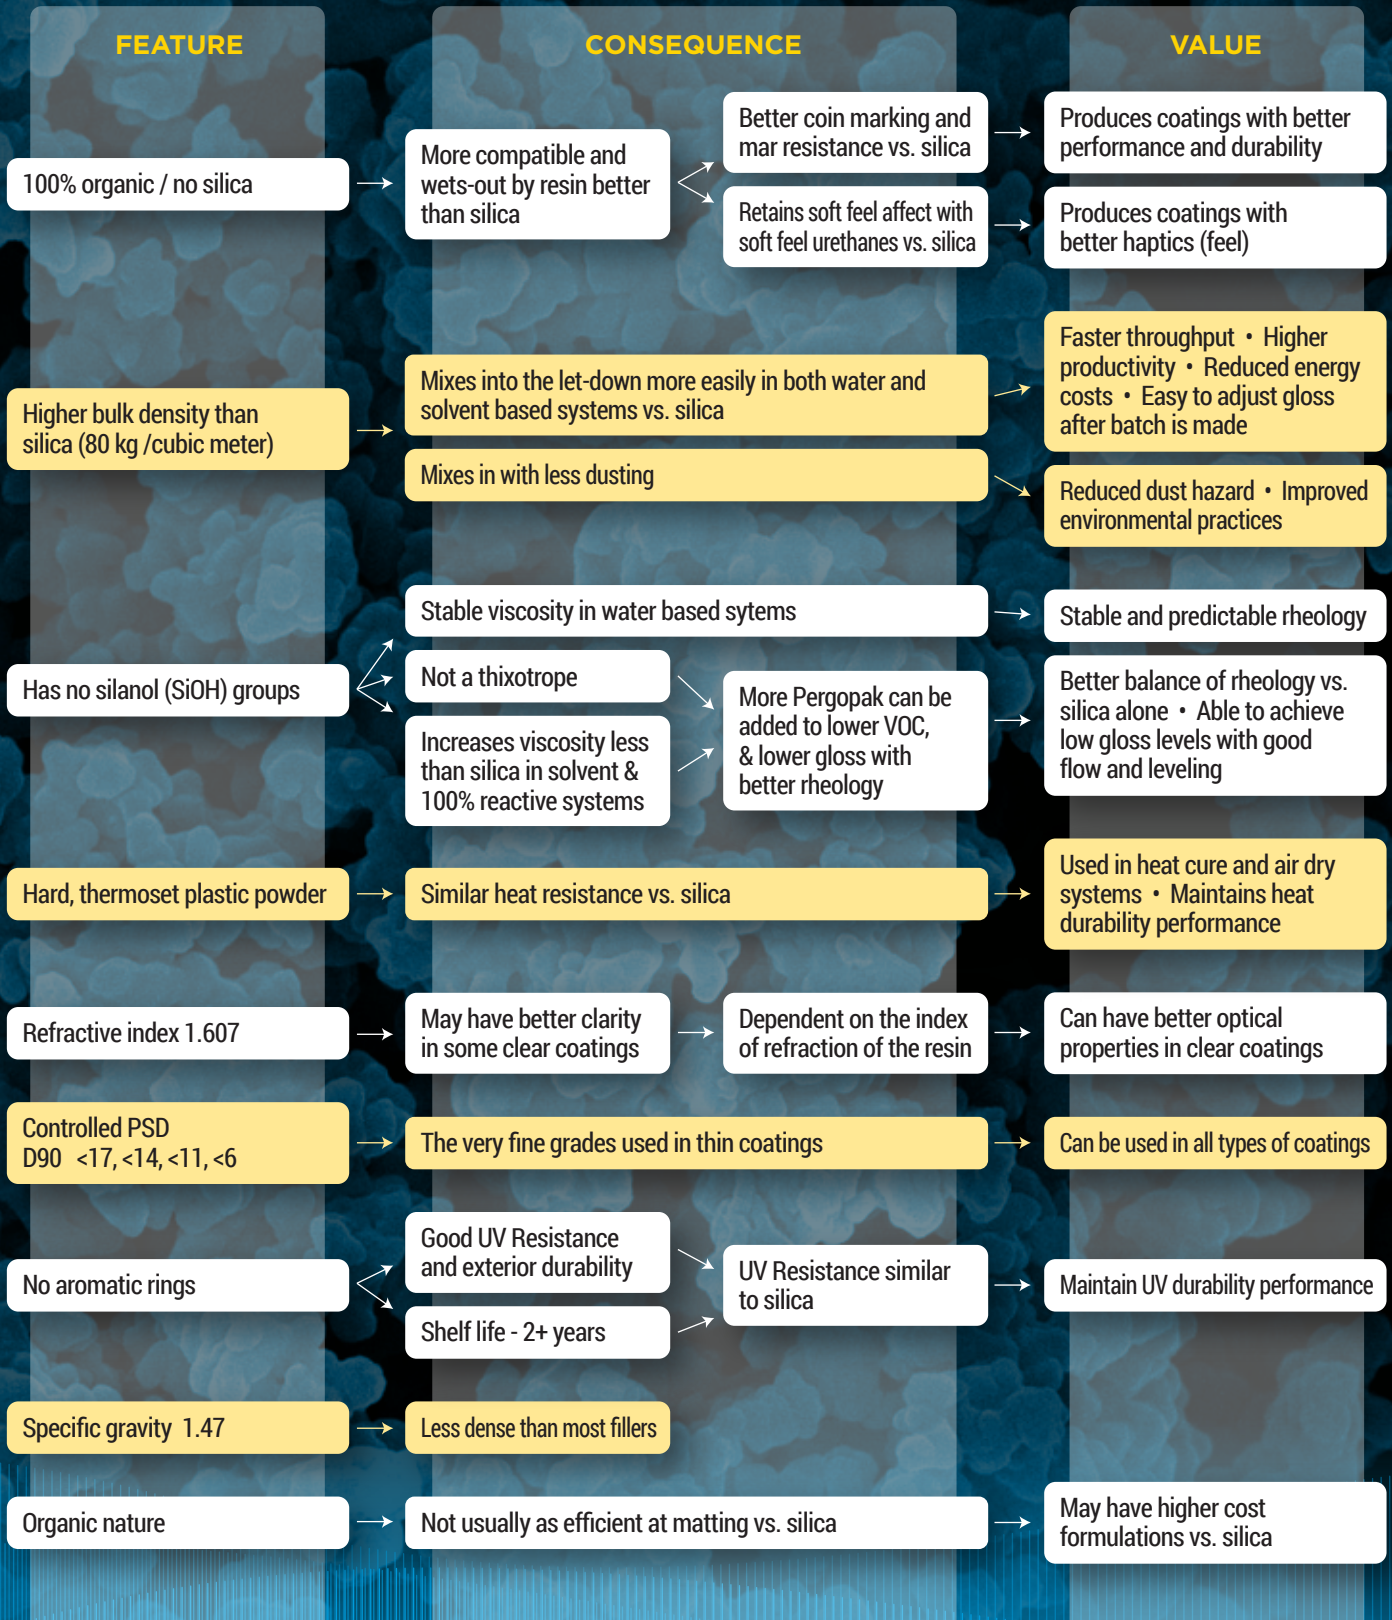 FEATURE
CONSEQUENCE
VALUE
100% organic / no silica
More compatible and
wets-out by resin better
than silica
Better coin marking and
mar resistance vs. silica
Produces coatings with better
performance and durability
Retains soft feel affect with
soft feel urethanes vs. silica
Produces coatings with
better haptics (feel)
Higher bulk density than
silica (80 kg /cubic meter)
Mixes into the let-down more easily in both water and
solvent based systems vs. silica
Faster throughput • Higher
productivity • Reduced energy
costs • Easy to adjust gloss
after batch is made
Mixes in with less dusting
Reduced dust hazard • Improved
environmental practices
Has no silanol (SiOH) groups
Stable viscosity in water based sytems
Stable and predictable rheology
Not a thixotrope
Increases viscosity less
than silica in solvent &
100% reactive systems
More Pergopak can be
added to lower VOC,
& lower gloss with
better rheology
Better balance of rheology vs.
silica alone • Able to achieve
low gloss levels with good
flow and leveling
Hard, thermoset plastic powder
Similar heat resistance vs. silica
Used in heat cure and air dry
systems • Maintains heat
durability performance
Refractive index 1.607
May have better clarity
in some clear coatings
Dependent on the index
of refraction of the resin
Can have better optical
properties in clear coatings
Controlled PSD
D90 <17, <14, <11, <6
The very fine grades used in thin coatings
Can be used in all types of coatings
No aromatic rings
Good UV Resistance
and exterior durability
Shelf life - 2+ years
UV Resistance similar
to silica
Maintain UV durability performance
Specific gravity 1.47
Less dense than most fillers
Organic nature
Not usually as efficient at matting vs. silica
May have higher cost
formulations vs. silica